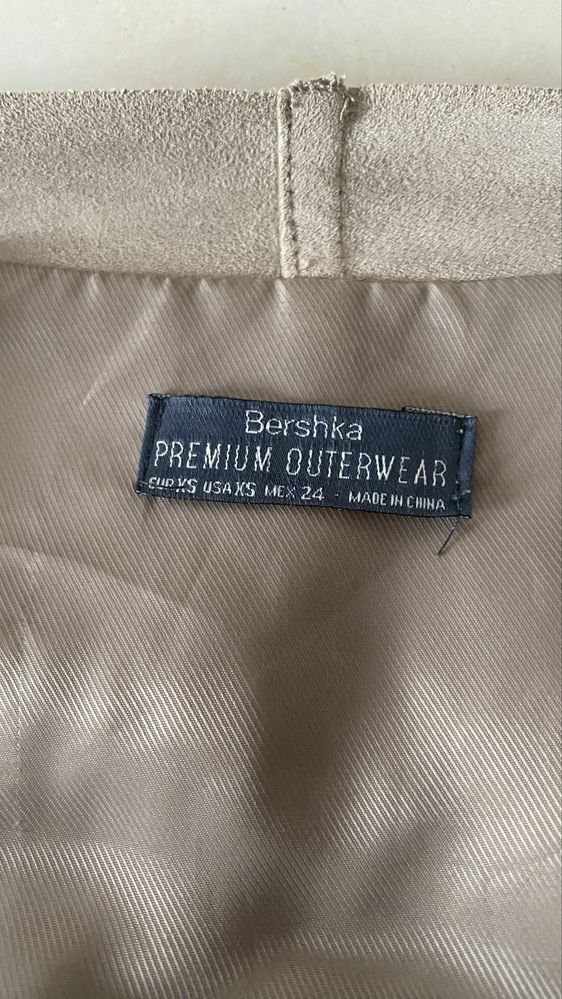 Bershka
PREMIUM OUTERWEAR
EUR XS USA XS MEX 24 - MADE IN CHINA